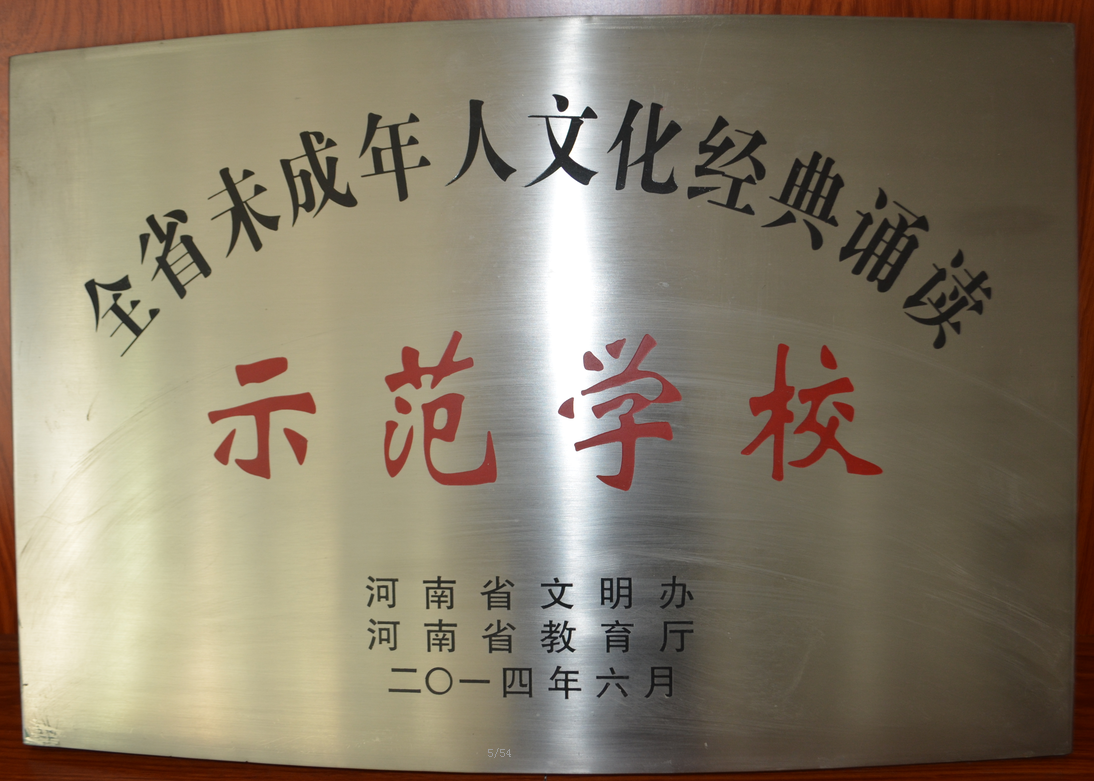 全省未成年人文化经典诵读
示范学校
河南省文明办
河南省教育厅
二〇一四年六月
5/54